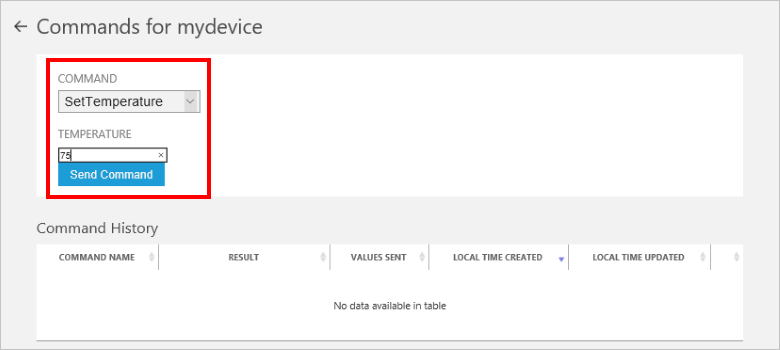 Commands for mydevice
COMMAND
SetTemperature
TEMPERATURE
75
Send Command
Command History
COMMAND NAME RESULT VALUES SENT LOCAL TIME CREATED LOCAL TIME UPDATED
No data available in table